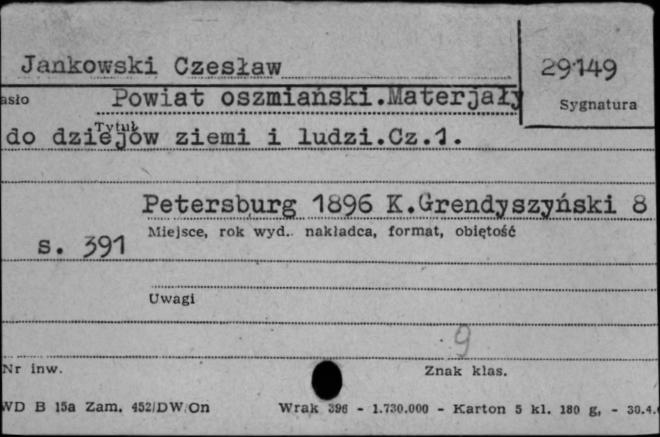 Jankowski Czesław
29149
asło
Powiat oszmiański.Materjały
Sygnatura
Tytuł
do dziejów ziemi i ludzi.Cz.1.
Petersburg 1896 K.Grendyszyński 8
Miejsce, rok wyd., nakładca, format, objętość
s. 391
Uwagi
9
Nr inw.
Znak klas.
WD B 15a Zam. 452/DW/On
Wrak 396 - 1.730.000 - Karton 5 kl. 180 g, - 30.4.